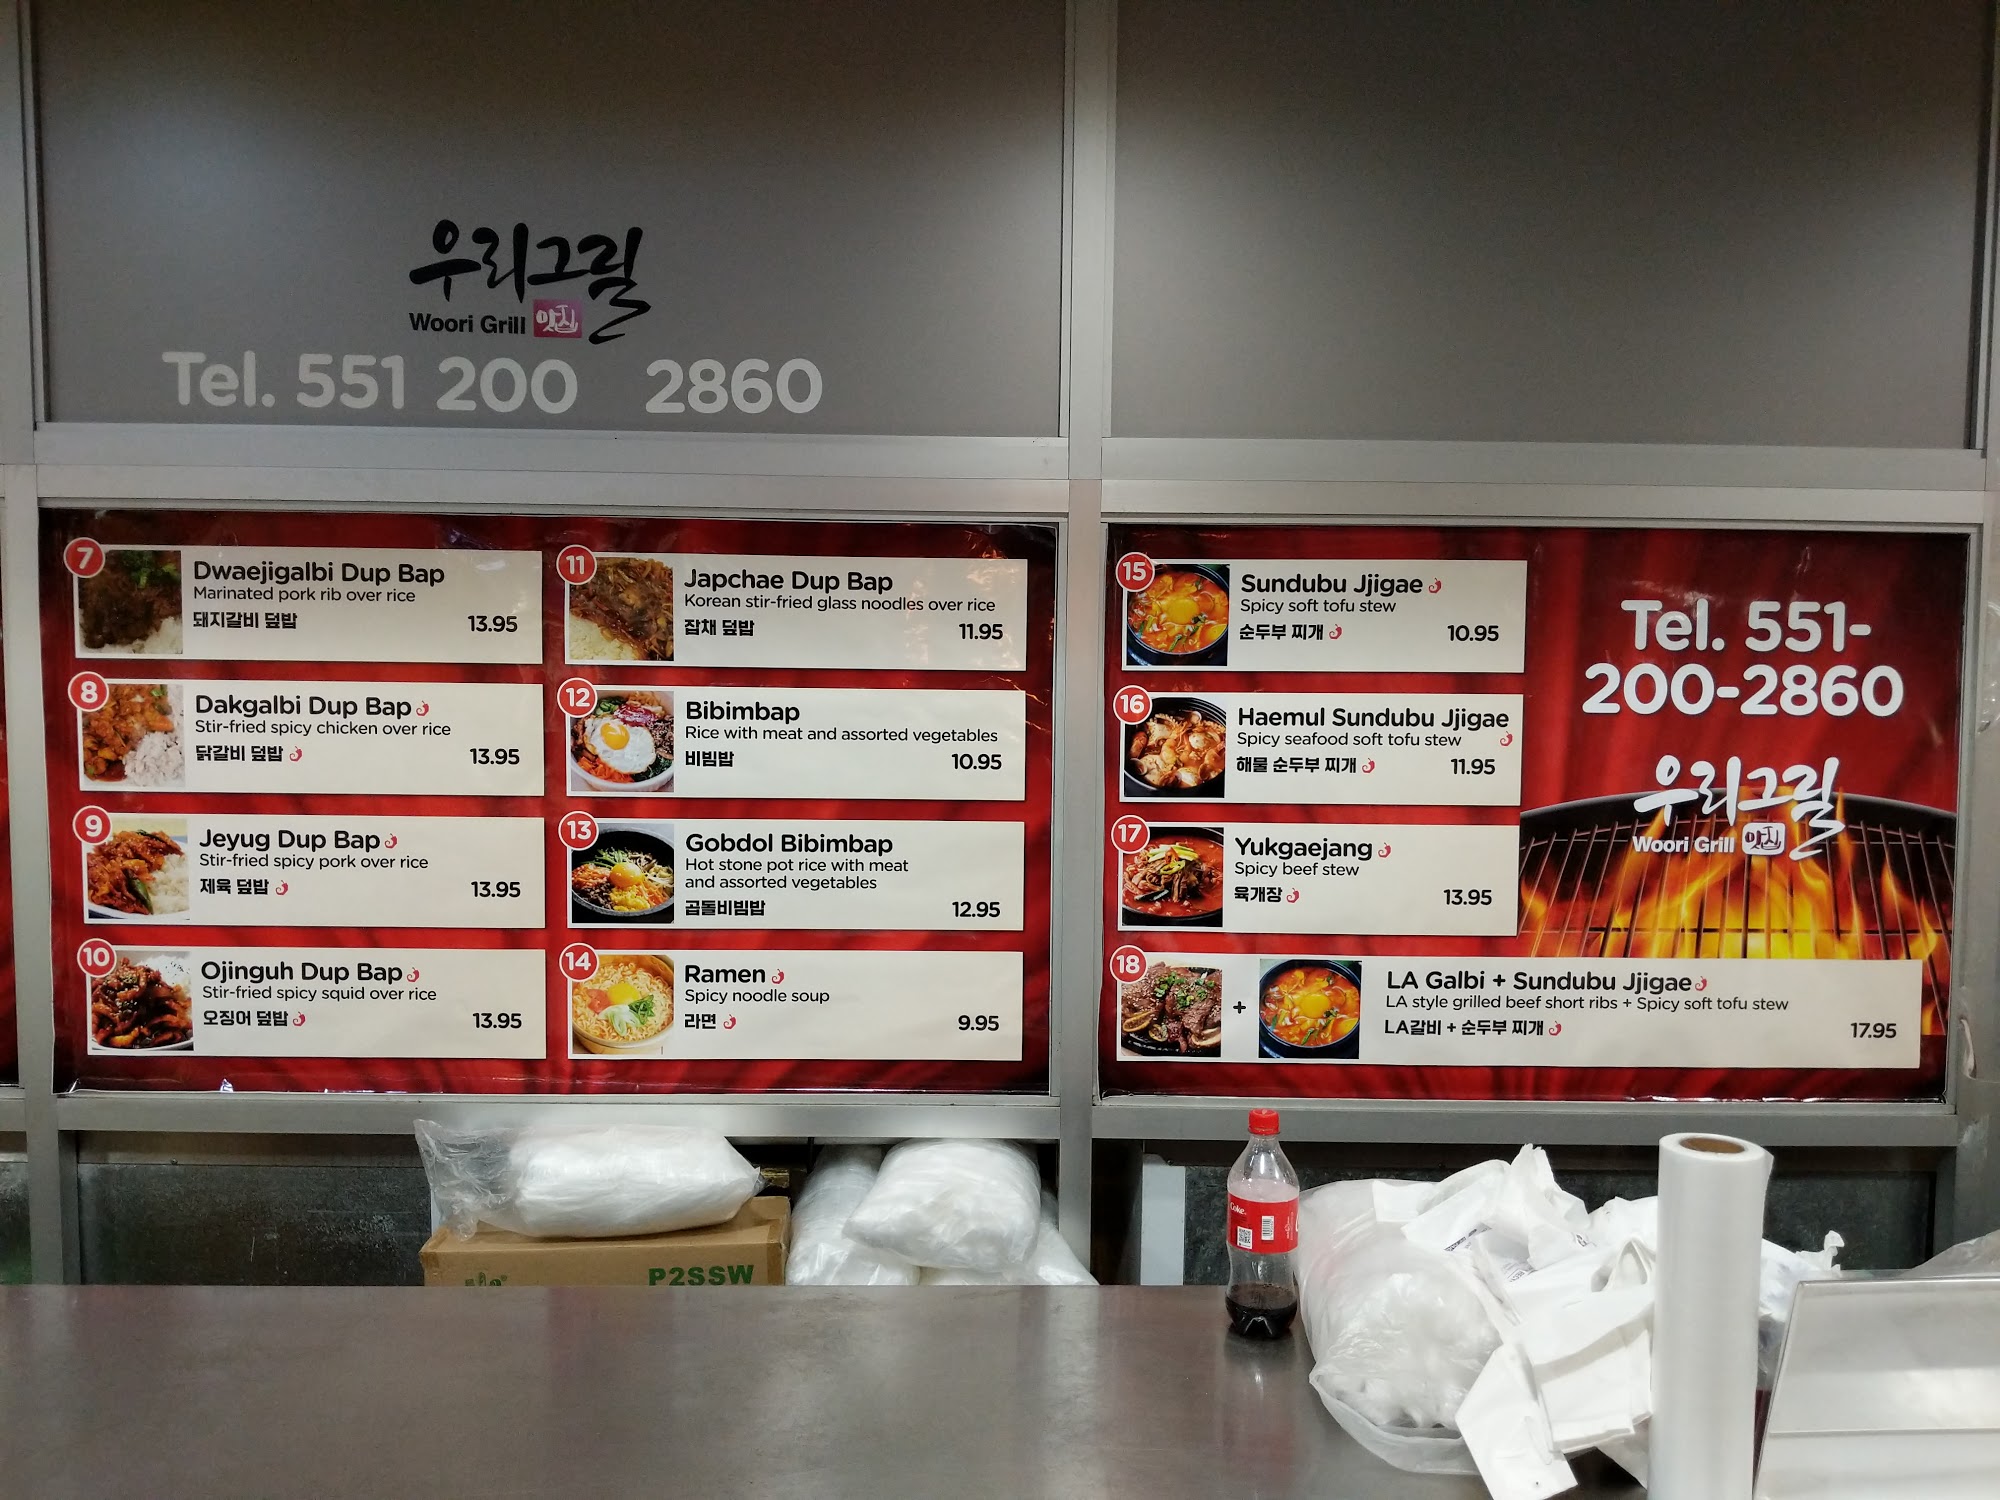 우리그릴
Woori Grill 맛집
Tel. 551 200 2860
7
Dwaejigalbi Dup Bap
Marinated pork rib over rice
돼지갈비 덮밥 13.95
8
Dakgalbi Dup Bap
Stir-fried spicy chicken over rice
닭갈비 덮밥 13.95
9
Jeyug Dup Bap
Stir-fried spicy pork over rice
제육 덮밥 13.95
10
Ojinguh Dup Bap
Stir-fried spicy squid over rice
오징어 덮밥 13.95
11
Japchae Dup Bap
Korean stir-fried glass noodles over rice
잡채 덮밥 11.95
12
Bibimbap
Rice with meat and assorted vegetables
비빔밥 10.95
13
Gobdol Bibimbap
Hot stone pot rice with meat
and assorted vegetables
곱돌비빔밥 12.95
14
Ramen
Spicy noodle soup
라면 9.95
15
Sundubu Jjigae
Spicy soft tofu stew
순두부 찌개 10.95
16
Haemul Sundubu Jjigae
Spicy seafood soft tofu stew
해물 순두부 찌개 11.95
17
Yukgaejang
Spicy beef stew
육개장 13.95
18
+
LA Galbi + Sundubu Jjigae
LA style grilled beef short ribs + Spicy soft tofu stew
LA갈비 + 순두부 찌개 17.95
Tel. 551-
200-2860
우리그릴
Woori Grill 맛집
P2SSW
Coke